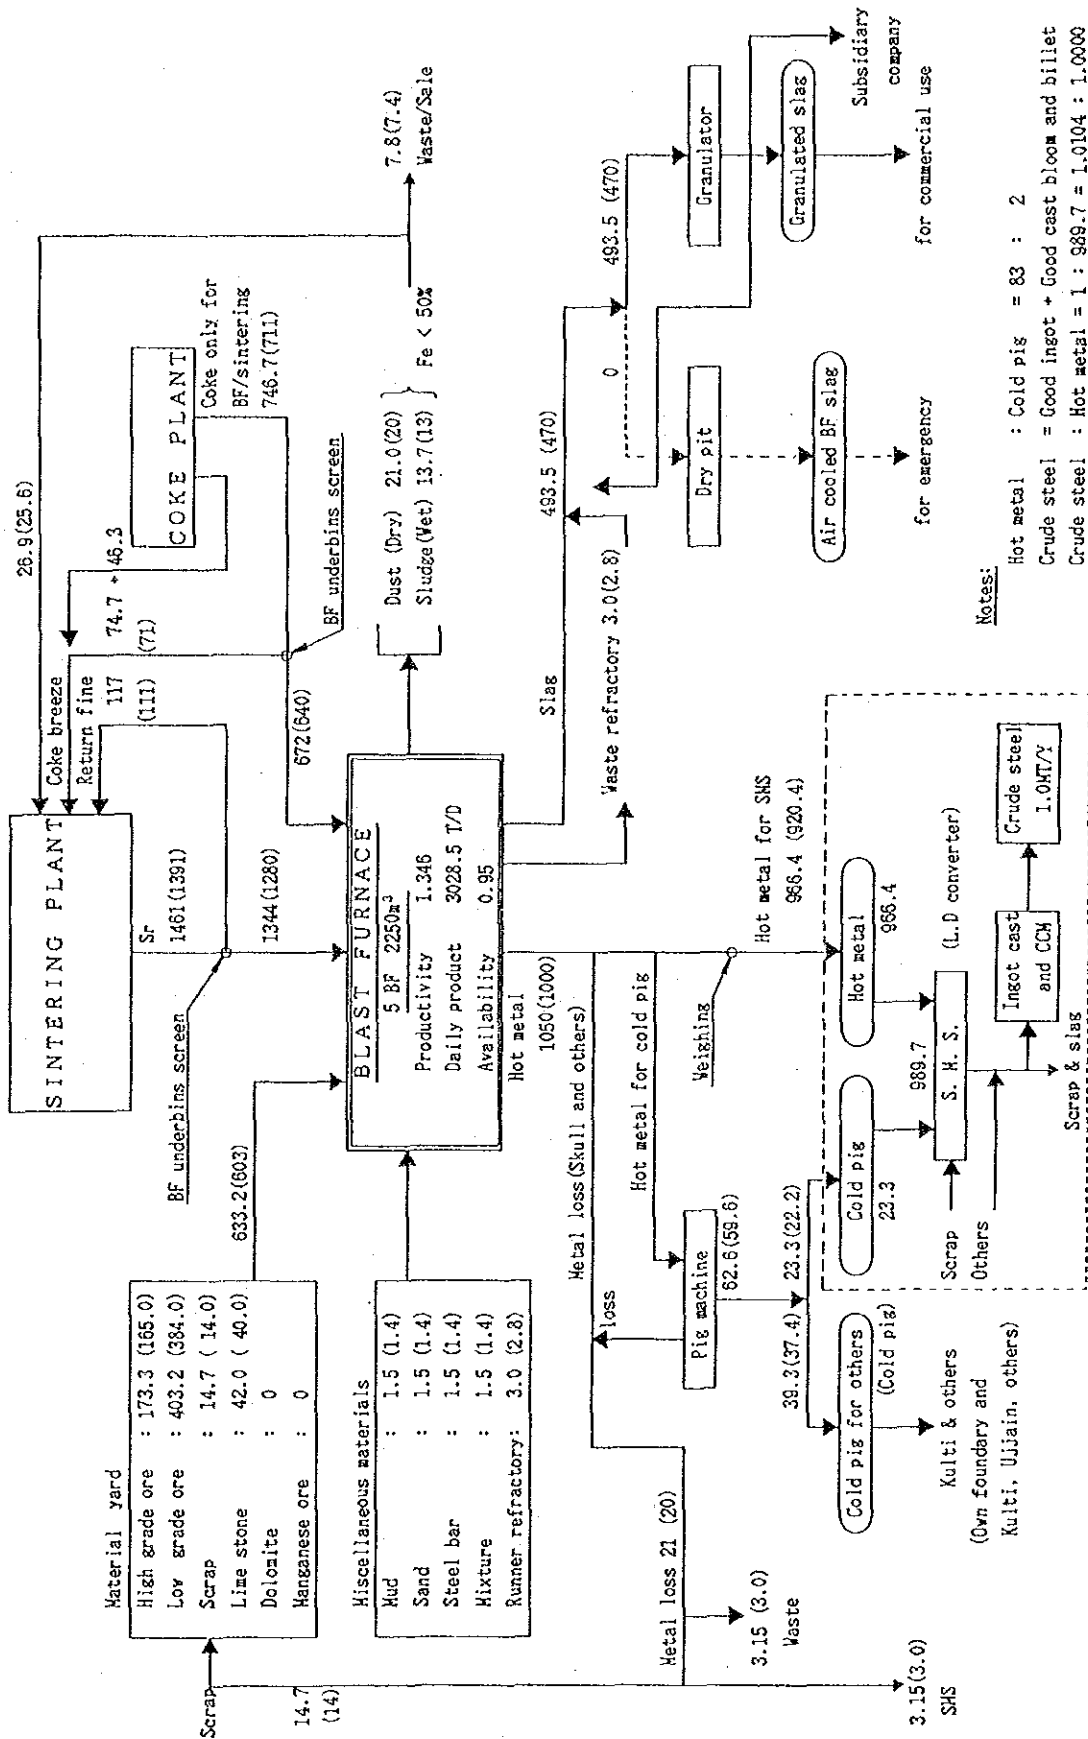 SINTERING PLANT
Sr
1461(1391)
BF underbins screen
1344(1280)
Coke breeze
Return fine
117
(111)
74.7 + 46.3
(71)
26.9(25.6)
COKE PLANT
Coke only for
BF/sintering
746.7(711)
BF underbins screen
672(640)
7.8(7.4)
Waste/Sale
Dust (Dry) 21.0(20)
Sludge(Wet) 13.7(13)
Fe < 50%
Material yard
High grade ore : 173.3 (165.0)
Low grade ore : 403.2 (384.0)
Scrap : 14.7 ( 14.0)
Lime stone : 42.0 ( 40.0)
Dolomite : 0
Manganese ore : 0
633.2(603)
Scrap
14.7
(14)
Miscellaneous materials
Mud : 1.5 (1.4)
Sand : 1.5 (1.4)
Steel bar : 1.5 (1.4)
Mixture : 1.5 (1.4)
Runner refractory: 3.0 (2.8)
BLAST FURNACE
5 BF 2250m³
Productivity 1.346
Daily product 3028.5 T/D
Availability 0.95
Hot metal
1050(1000)
Slag
493.5 (470)
Waste refractory 3.0(2.8)
0
493.5 (470)
Dry pit
Granulator
Air cooled BF slag
Granulated slag
for emergency
for commercial use
Subsidiary
company
Metal loss(Skull and others)
Hot metal for cold pig
Weighing
Hot metal for SMS
966.4 (920.4)
loss
Pig machine
62.6(59.6)
Metal loss 21 (20)
3.15 (3.0)
Waste
3.15(3.0)
SMS
39.3(37.4)
23.3(22.2)
Cold pig for others
(Cold pig)
Kulti & others
(Own foundry and
Kulti, Ujjain, others)
Cold pig
23.3
Hot metal
966.4
989.7
Scrap
S. M. S.
(L.D converter)
Others
Ingot cast
and CCM
Crude steel
1.0MT/Y
Scrap & slag
Notes:
Hot metal : Cold pig = 83 : 2
Crude steel = Good ingot + Good cast bloom and billet
Crude steel : Hot metal = 1 : 989.7 = 1.0104 : 1.0000